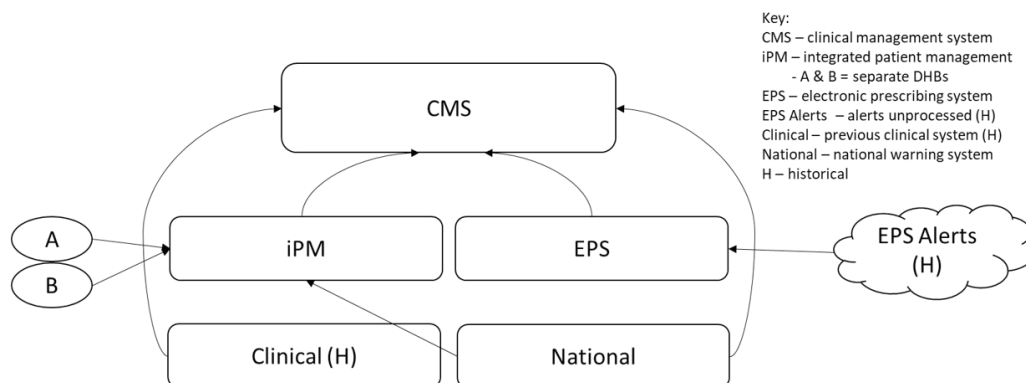 Key:
CMS – clinical management system
iPM – integrated patient management
- A & B = separate DHBs
EPS – electronic prescribing system
EPS Alerts – alerts unprocessed (H)
Clinical – previous clinical system (H)
National – national warning system
H – historical
CMS
A
B
iPM
EPS
EPS Alerts
(H)
Clinical (H)
National